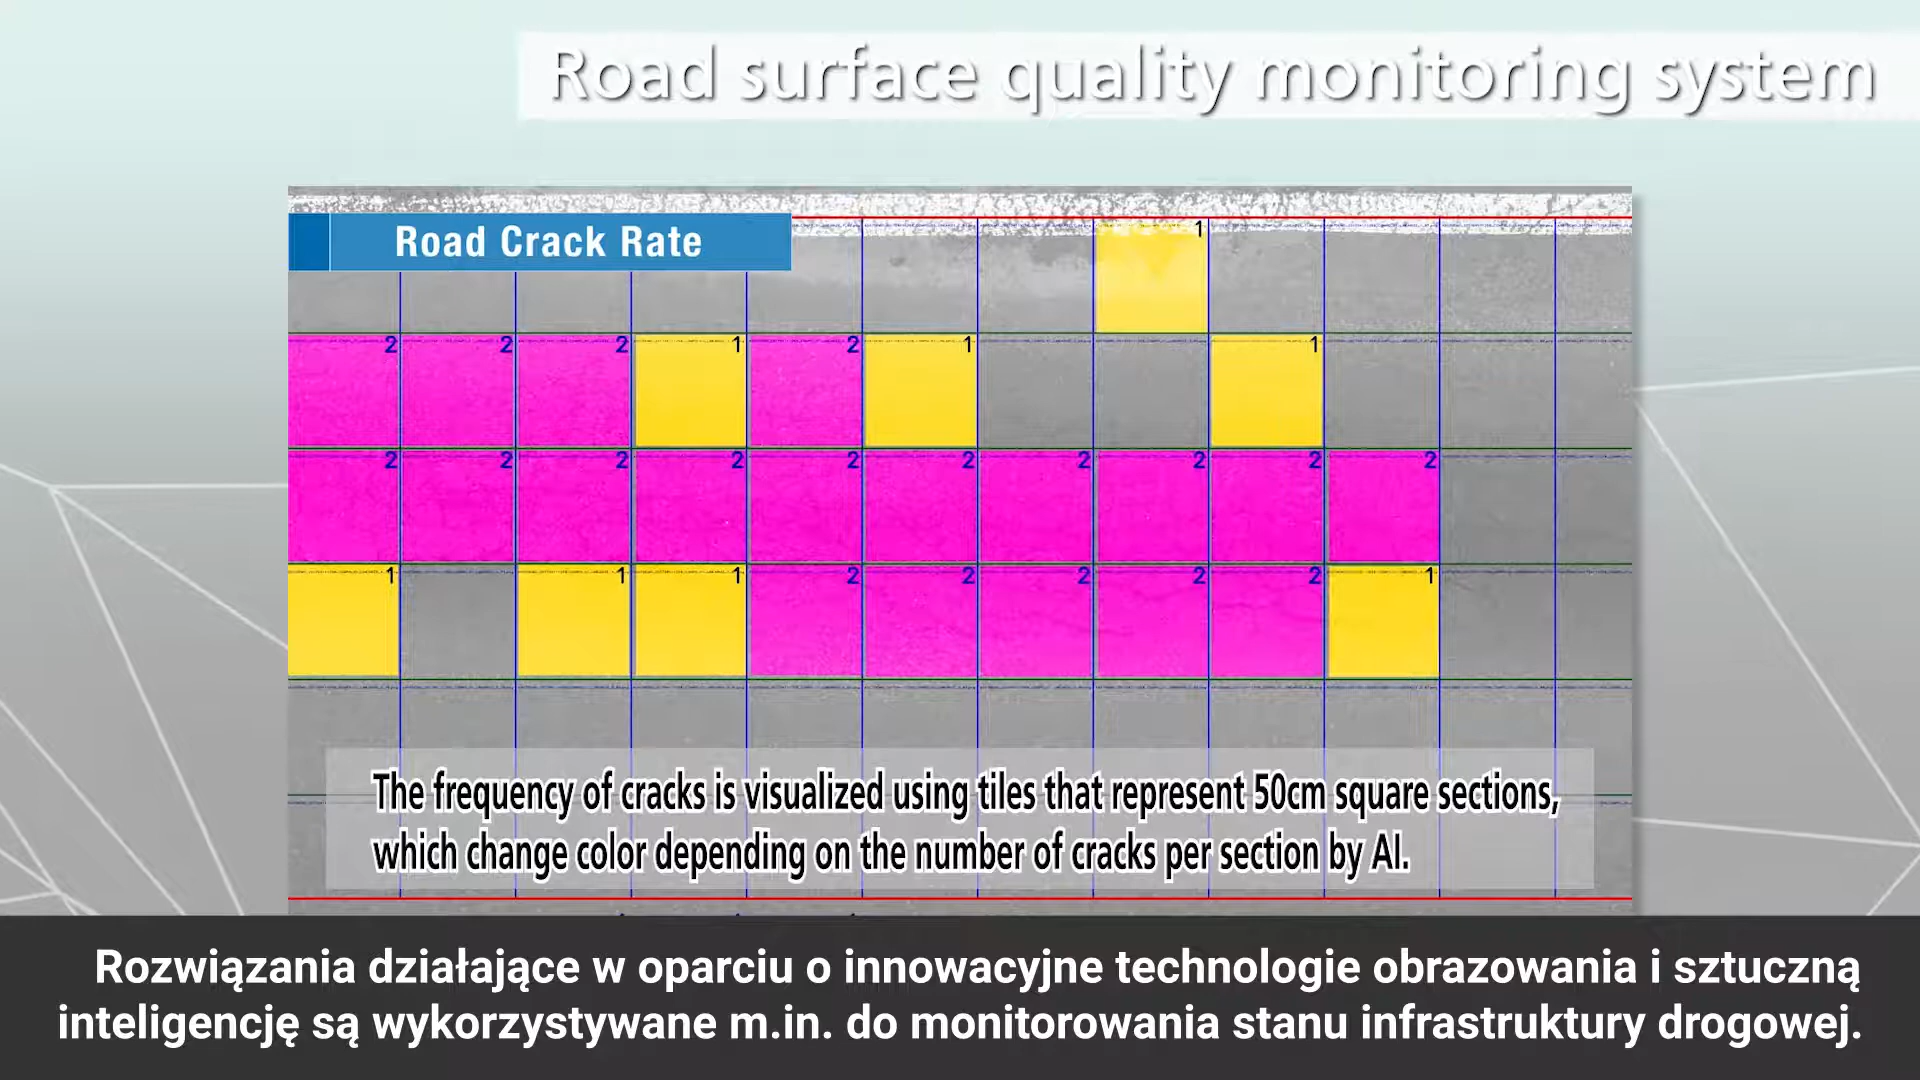 Road surface quality monitoring system
Road Crack Rate
1
2 2 2 1 2 1 1
2 2 2 2 2 2 2 2 2 2
1 1 1 2 2 2 2 2 1
The frequency of cracks is visualized using tiles that represent 50cm square sections,
which change color depending on the number of cracks per section by AI.
Rozwiązania działające w oparciu o innowacyjne technologie obrazowania i sztuczną
inteligencję są wykorzystywane m.in. do monitorowania stanu infrastruktury drogowej.